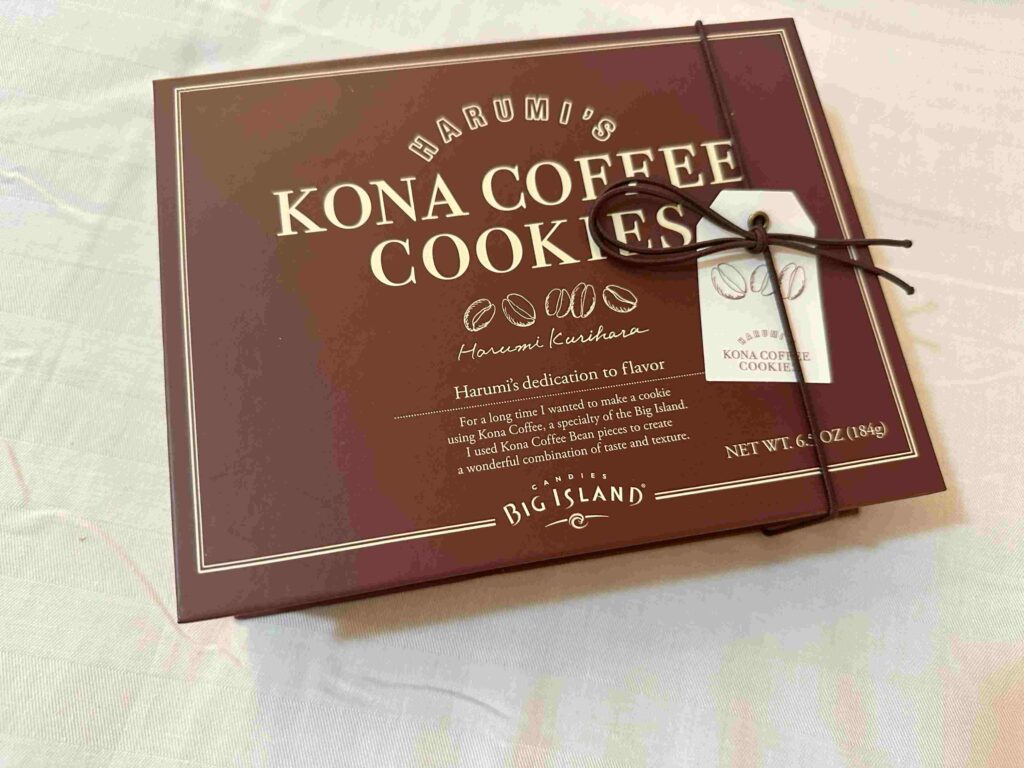 HARUMI'S
KONA COFFEE
COOKIES
Harumi Kurihara
Harumi's dedication to flavor
For a long time I wanted to make a cookie
using Kona Coffee, a specialty of the Big Island.
I used Kona Coffee Bean pieces to create
a wonderful combination of taste and texture.
CANDIES
BIG ISLAND®
NET WT. 6.5 OZ (184g)
HARUMI'S
KONA COFFEE
COOKIES